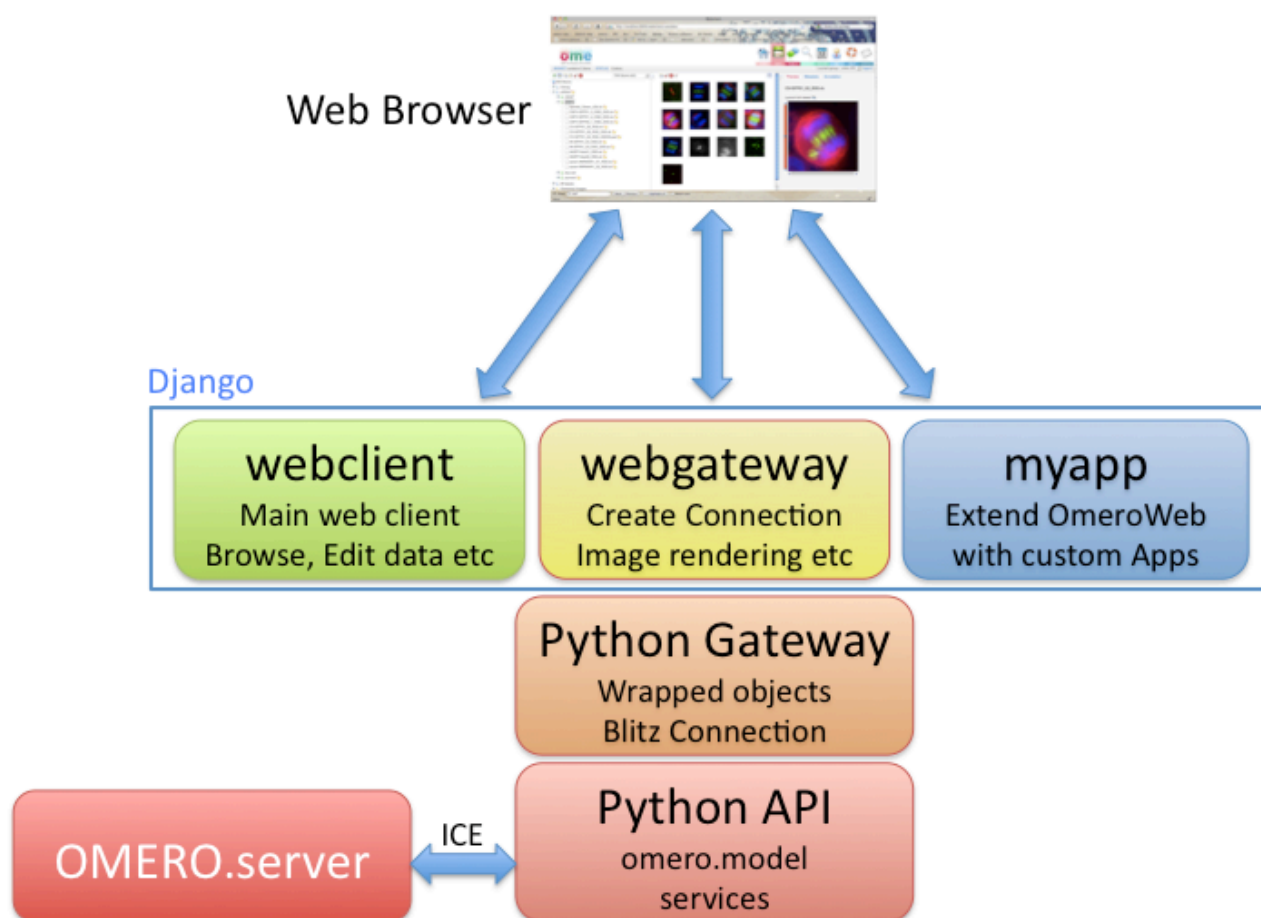 ome
Web Browser
Django
webclient
Main web client
Browse, Edit data etc
webgateway
Create Connection
Image rendering etc
myapp
Extend OmeroWeb
with custom Apps
Python Gateway
Wrapped objects
Blitz Connection
Python API
omero.model
services
ICE
OMERO.server